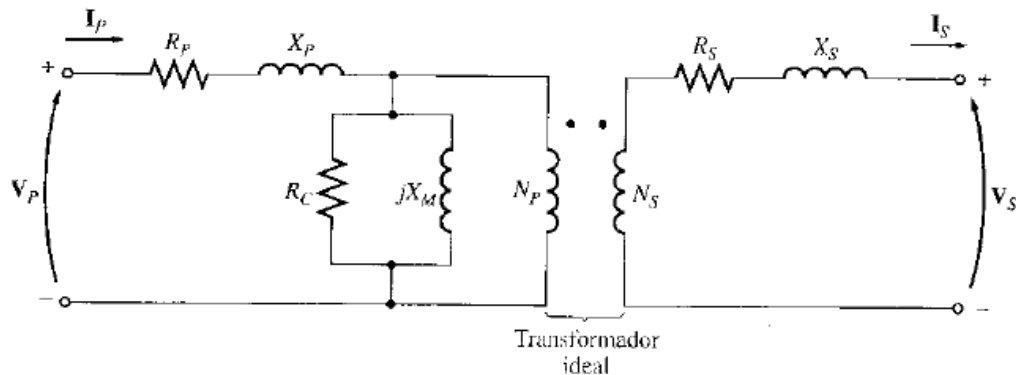 I_P
R_P
X_P
R_S
X_S
I_S
+
+
V_P
R_C
jX_M
N_P
N_S
V_S
−
−
Transformador
ideal